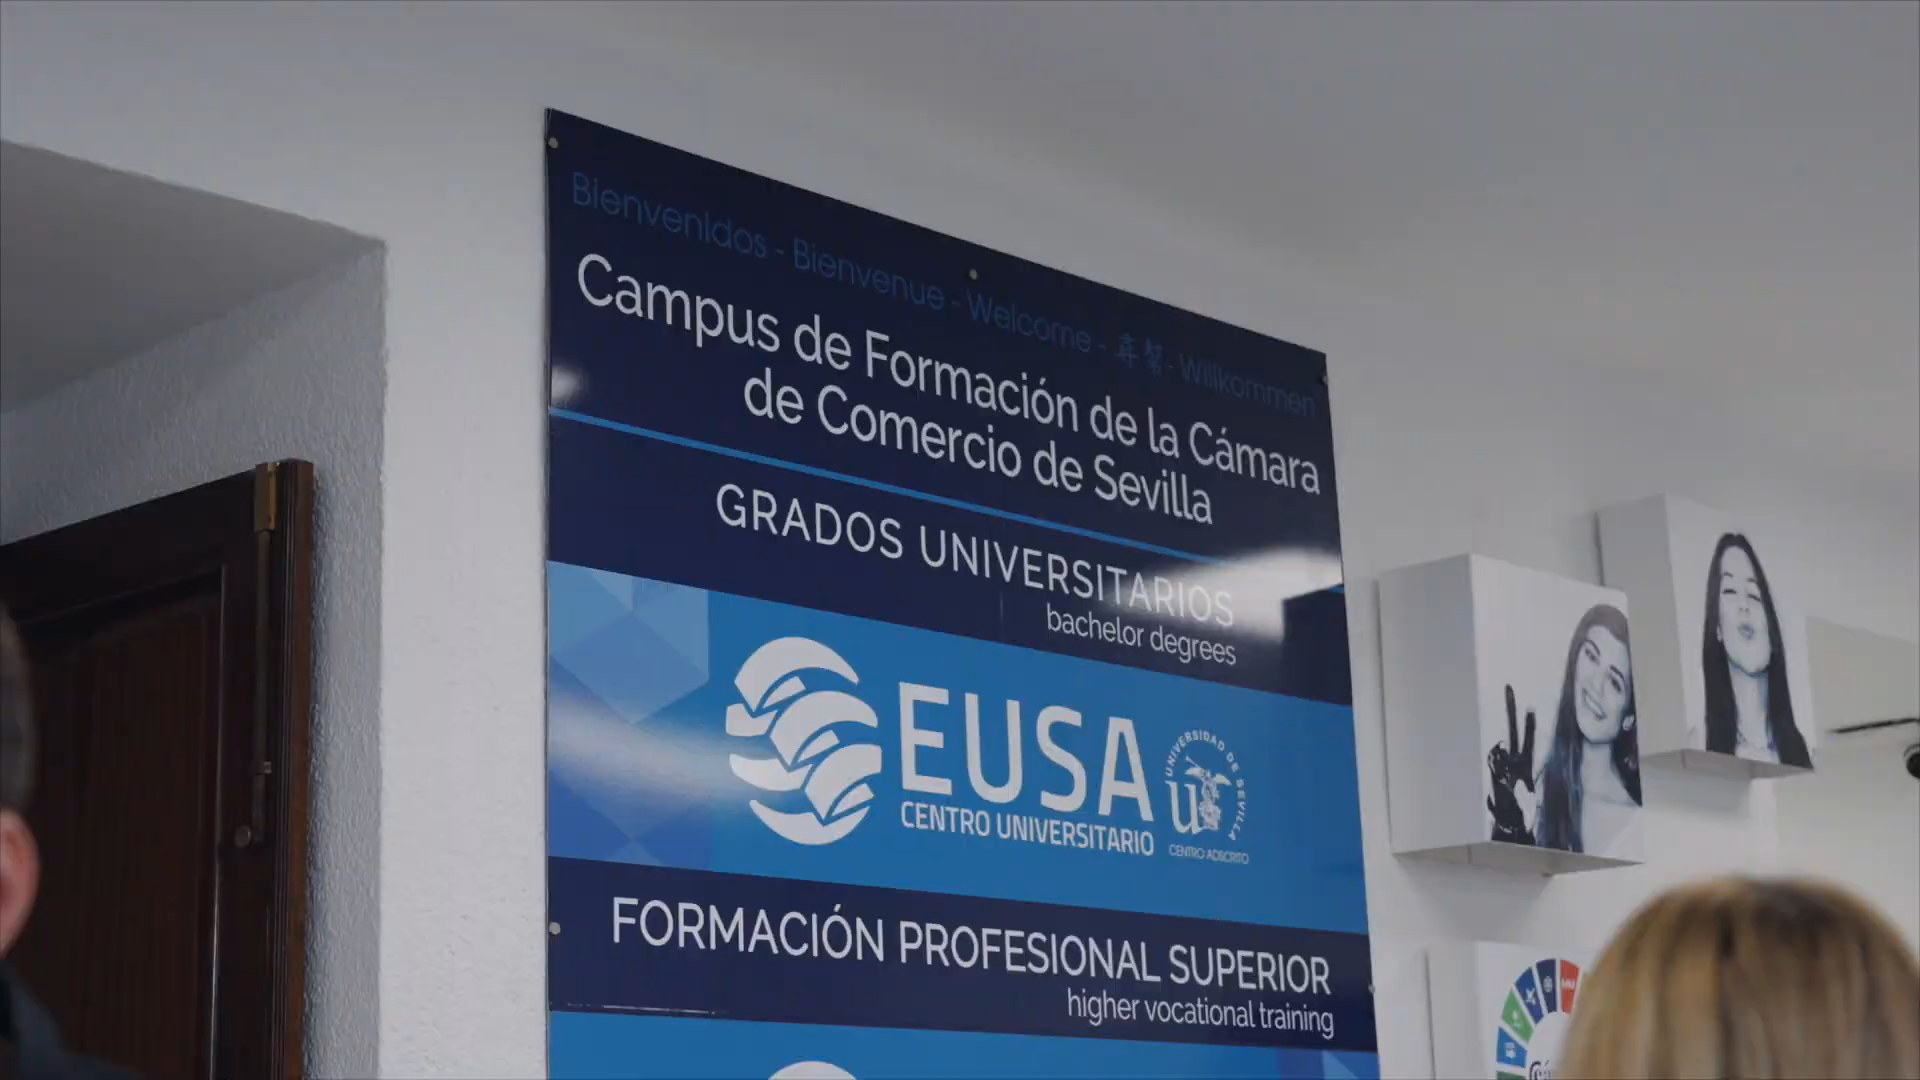 Bienvenidos - Bienvenue - Welcome - - Willkommen
Campus de Formación de la Cámara
de Comercio de Sevilla
GRADOS UNIVERSITARIOS
bachelor degrees
EUSA
CENTRO UNIVERSITARIO
UNIVERSIDAD DE SEVILLA
U
CENTRO ADSCRITO
FORMACIÓN PROFESIONAL SUPERIOR
higher vocational training